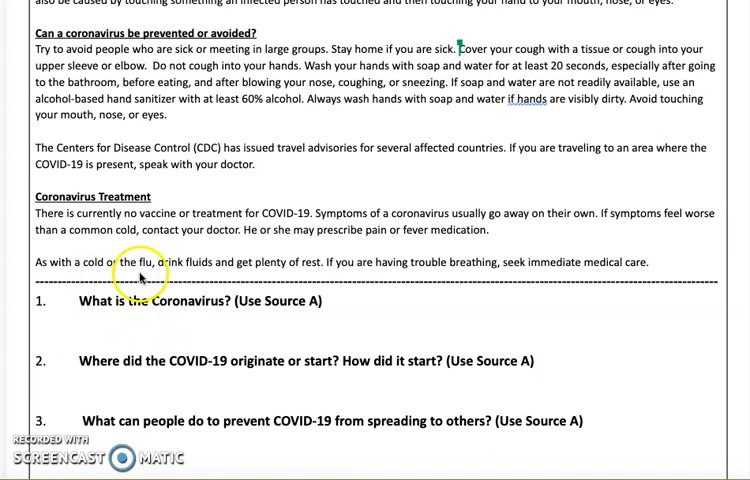 also be caused by touching something an infected person has touched and then touching your hand to your mouth, nose, or eyes.
Can a coronavirus be prevented or avoided?
Try to avoid people who are sick or meeting in large groups. Stay home if you are sick. Cover your cough with a tissue or cough into your
upper sleeve or elbow.  Do not cough into your hands. Wash your hands with soap and water for at least 20 seconds, especially after going
to the bathroom, before eating, and after blowing your nose, coughing, or sneezing. If soap and water are not readily available, use an
alcohol-based hand sanitizer with at least 60% alcohol. Always wash hands with soap and water if hands are visibly dirty. Avoid touching
your mouth, nose, or eyes.
The Centers for Disease Control (CDC) has issued travel advisories for several affected countries. If you are traveling to an area where the
COVID-19 is present, speak with your doctor.
Coronavirus Treatment
There is currently no vaccine or treatment for COVID-19. Symptoms of a coronavirus usually go away on their own. If symptoms feel worse
than a common cold, contact your doctor. He or she may prescribe pain or fever medication.
As with a cold or the flu, drink fluids and get plenty of rest. If you are having trouble breathing, seek immediate medical care.
1. What is the Coronavirus? (Use Source A)
2. Where did the COVID-19 originate or start? How did it start? (Use Source A)
3. What can people do to prevent COVID-19 from spreading to others? (Use Source A)
RECORDED WITH
SCREENCAST MATIC